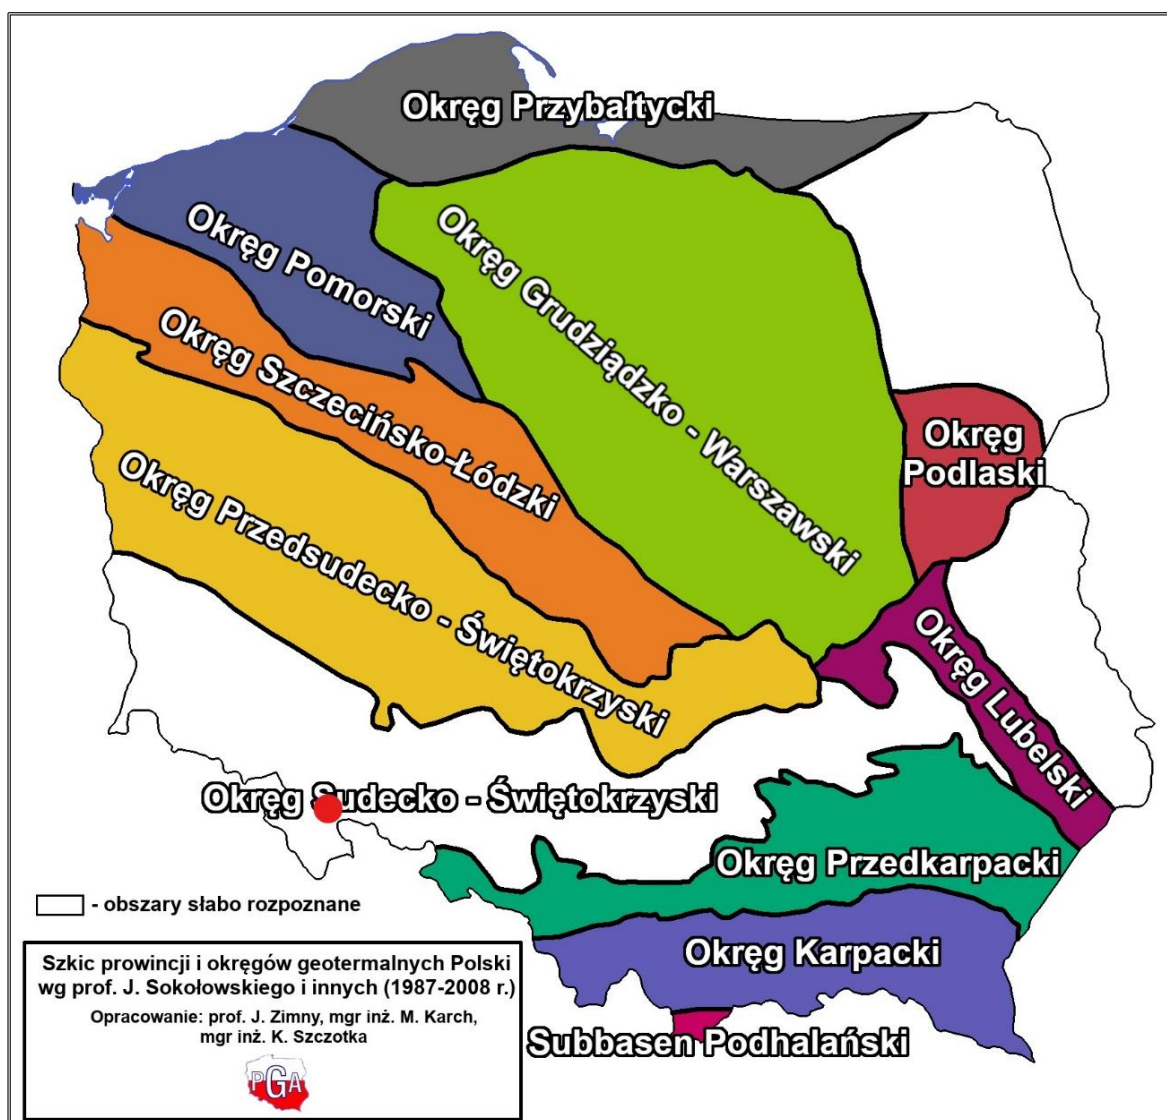 Okręg Przybałtycki
Okręg Pomorski
Okręg Grudziądzko - Warszawski
Okręg Szczecińsko-Łódzki
Okręg
Podlaski
Okręg Przedsudecko - Świętokrzyski
Okręg Lubelski
Okręg Sudecko - Świętokrzyski
Okręg Przedkarpacki
- obszary słabo rozpoznane
Okręg Karpacki
Subbasen Podhalański
Szkic prowincji i okręgów geotermalnych Polski
wg prof. J. Sokołowskiego i innych (1987-2008 r.)
Opracowanie: prof. J. Zimny, mgr inż. M. Karch,
mgr inż. K. Szczotka
PGA